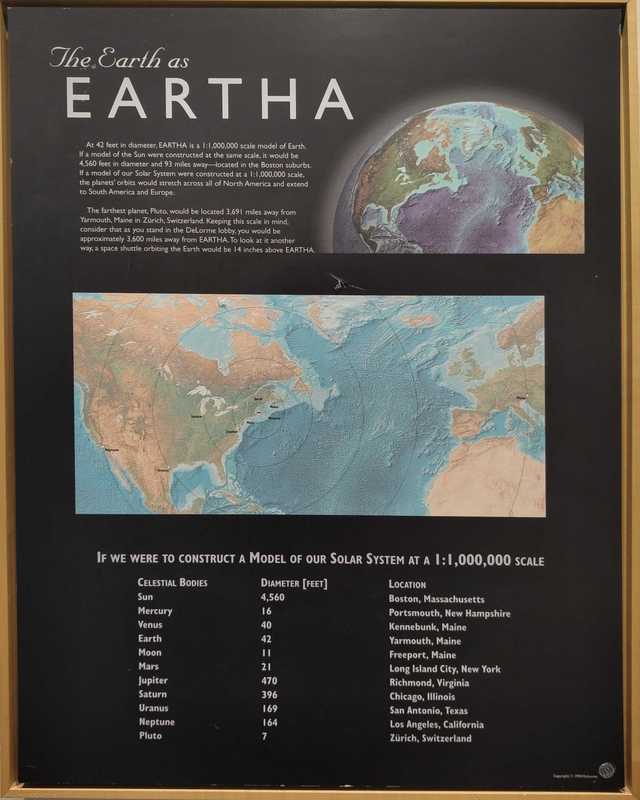 The Earth as
EARTHA
At 42 feet in diameter, EARTHA is a 1:1,000,000 scale model of Earth.
If a model of the Sun were constructed at the same scale, it would be
4,560 feet in diameter and 93 miles away—located in the Boston suburbs.
If a model of our Solar System were constructed at a 1:1,000,000 scale,
the planets' orbits would stretch across all of North America and extend
to South America and Europe.
The farthest planet, Pluto, would be located 3,691 miles away from
Yarmouth, Maine in Zürich, Switzerland. Keeping this scale in mind,
consider that as you stand in the DeLorme lobby, you would be
approximately 3,600 miles away from EARTHA. To look at it another
way, a space shuttle orbiting the Earth would be 14 inches above EARTHA.
IF WE WERE TO CONSTRUCT A MODEL OF OUR SOLAR SYSTEM AT A 1:1,000,000 SCALE
CELESTIAL BODIES DIAMETER [FEET] LOCATION
Sun 4,560 Boston, Massachusetts
Mercury 16 Portsmouth, New Hampshire
Venus 40 Kennebunk, Maine
Earth 42 Yarmouth, Maine
Moon 11 Freeport, Maine
Mars 21 Long Island City, New York
Jupiter 470 Richmond, Virginia
Saturn 396 Chicago, Illinois
Uranus 169 San Antonio, Texas
Neptune 164 Los Angeles, California
Pluto 7 Zürich, Switzerland